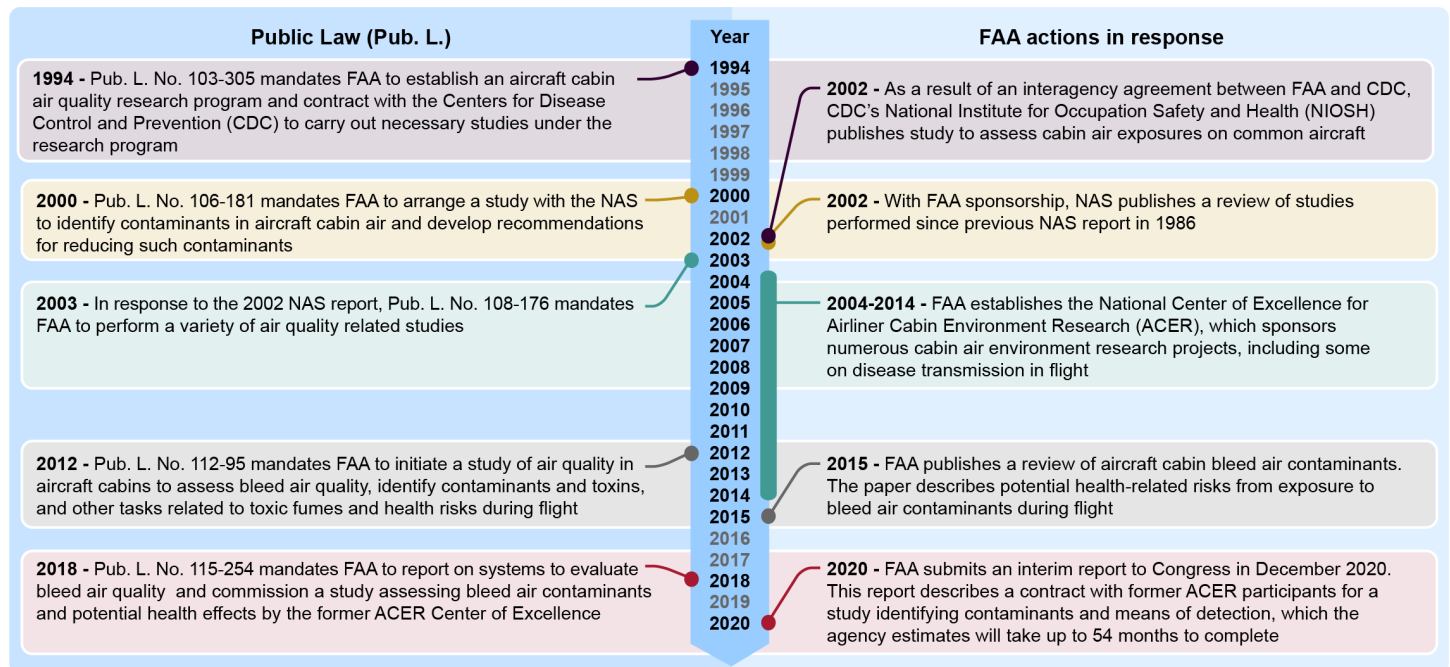 Public Law (Pub. L.)
Year
FAA actions in response
1994 - Pub. L. No. 103-305 mandates FAA to establish an aircraft cabin
air quality research program and contract with the Centers for Disease
Control and Prevention (CDC) to carry out necessary studies under the
research program
2000 - Pub. L. No. 106-181 mandates FAA to arrange a study with the NAS
to identify contaminants in aircraft cabin air and develop recommendations
for reducing such contaminants
2003 - In response to the 2002 NAS report, Pub. L. No. 108-176 mandates
FAA to perform a variety of air quality related studies
2012 - Pub. L. No. 112-95 mandates FAA to initiate a study of air quality in
aircraft cabins to assess bleed air quality, identify contaminants and toxins,
and other tasks related to toxic fumes and health risks during flight
2018 - Pub. L. No. 115-254 mandates FAA to report on systems to evaluate
bleed air quality and commission a study assessing bleed air contaminants
and potential health effects by the former ACER Center of Excellence
1994
1995
1996
1997
1998
1999
2000
2001
2002
2003
2004
2005
2006
2007
2008
2009
2010
2011
2012
2013
2014
2015
2016
2017
2018
2019
2020
2002 - As a result of an interagency agreement between FAA and CDC,
CDC's National Institute for Occupation Safety and Health (NIOSH)
publishes study to assess cabin air exposures on common aircraft
2002 - With FAA sponsorship, NAS publishes a review of studies
performed since previous NAS report in 1986
2004-2014 - FAA establishes the National Center of Excellence for
Airliner Cabin Environment Research (ACER), which sponsors
numerous cabin air environment research projects, including some
on disease transmission in flight
2015 - FAA publishes a review of aircraft cabin bleed air contaminants.
The paper describes potential health-related risks from exposure to
bleed air contaminants during flight
2020 - FAA submits an interim report to Congress in December 2020.
This report describes a contract with former ACER participants for a
study identifying contaminants and means of detection, which the
agency estimates will take up to 54 months to complete